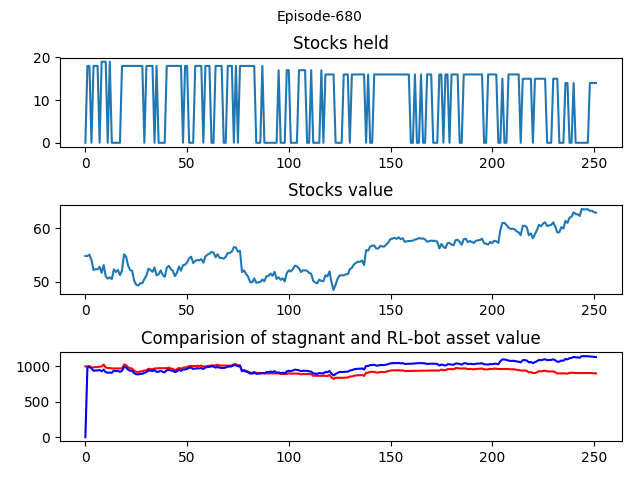 Episode-680
Stocks held
20
10
0
0 50 100 150 200 250
Stocks value
60
50
0 50 100 150 200 250
Comparision of stagnant and RL-bot asset value
1000
500
0
0 50 100 150 200 250